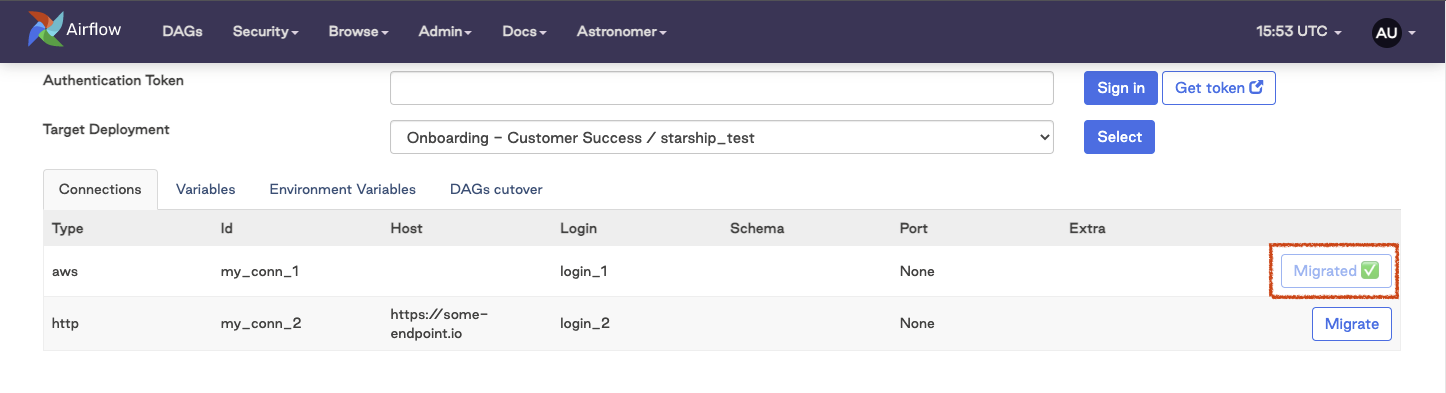 Airflow DAGs Security Browse Admin Docs Astronomer 15:53 UTC AU
Authentication Token Sign in Get token
Target Deployment Onboarding – Customer Success / starship_test Select
Connections Variables Environment Variables DAGs cutover
Type Id Host Login Schema Port Extra
aws my_conn_1 login_1 None Migrated ✅
http my_conn_2 https://some-
endpoint.io login_2 None Migrate